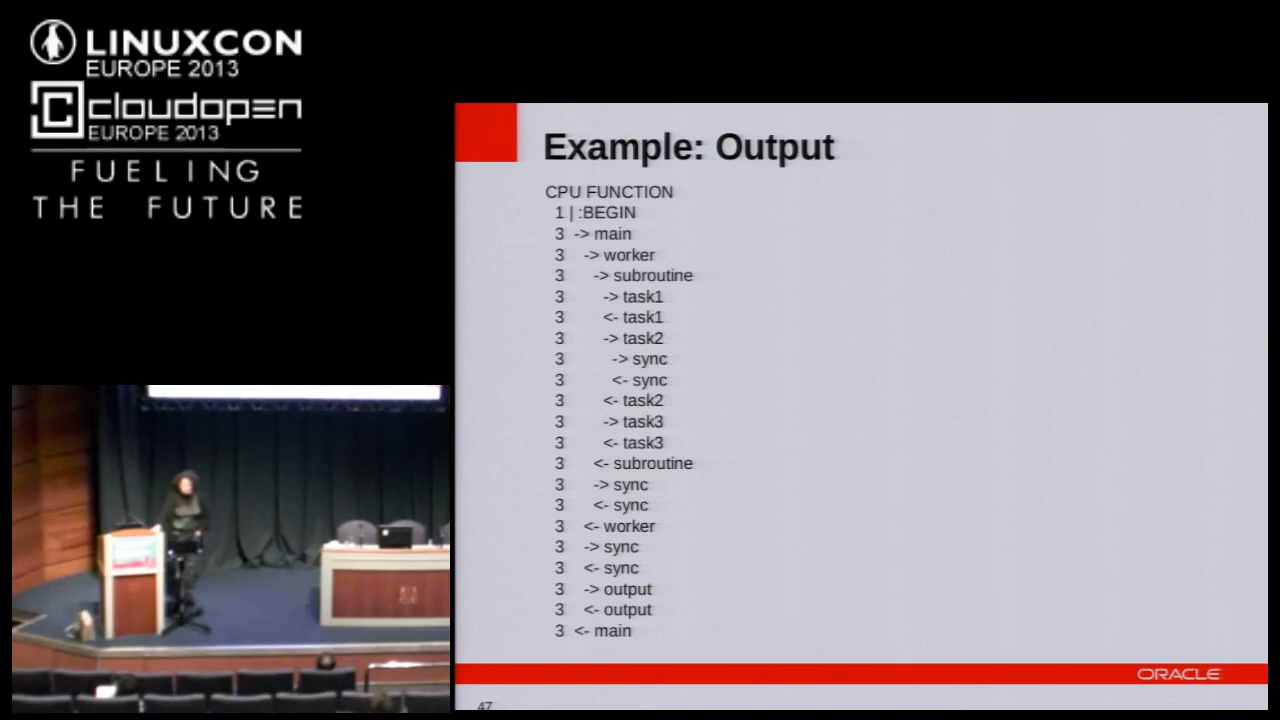 LINUXCON
EUROPE 2013
cloudopen
EUROPE 2013
FUELING
THE FUTURE
Example: Output
CPU FUNCTION
1 | :BEGIN
3 -> main
3 -> worker
3 -> subroutine
3 -> task1
3 <- task1
3 -> task2
3 -> sync
3 <- sync
3 <- task2
3 -> task3
3 <- task3
3 <- subroutine
3 -> sync
3 <- sync
3 <- worker
3 -> sync
3 <- sync
3 -> output
3 <- output
3 <- main
ORACLE
47